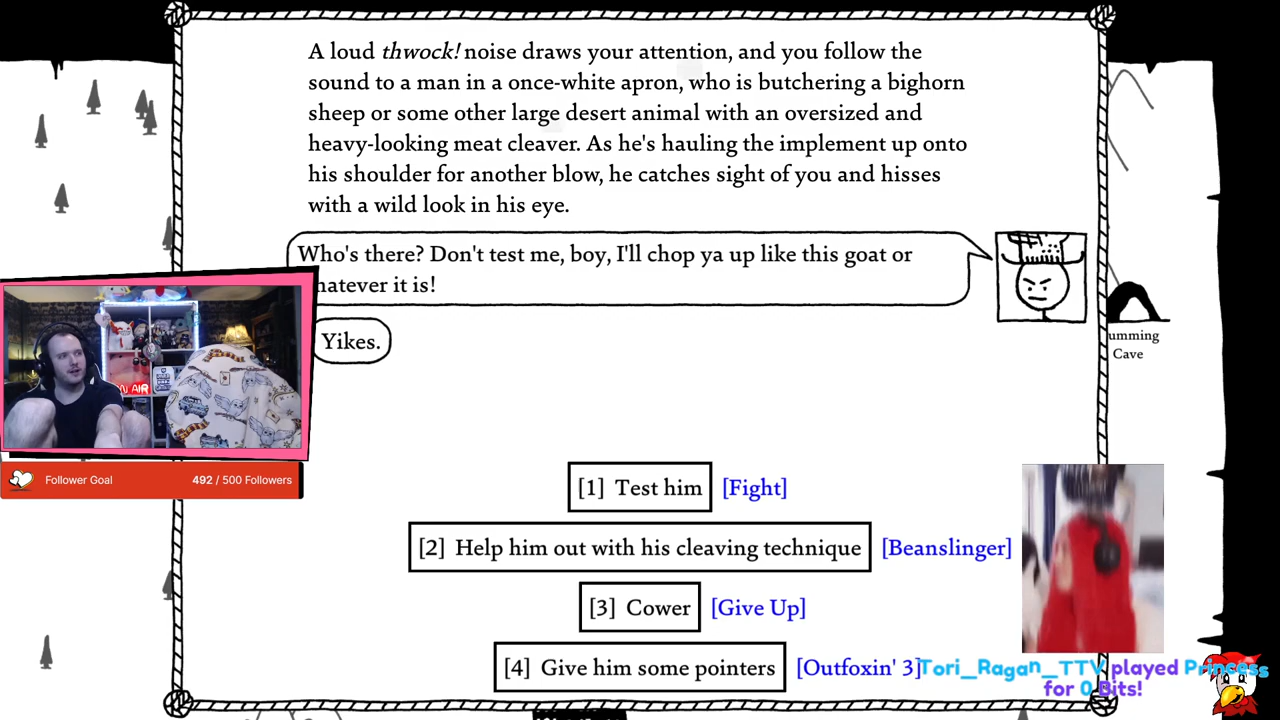 A loud thwock! noise draws your attention, and you follow the
sound to a man in a once-white apron, who is butchering a bighorn
sheep or some other large desert animal with an oversized and
heavy-looking meat cleaver. As he's hauling the implement up onto
his shoulder for another blow, he catches sight of you and hisses
with a wild look in his eye.
Who's there? Don't test me, boy, I'll chop ya up like this goat or
hatever it is!
Yikes.
umming
Cave
ON AIR
Follower Goal 492 / 500 Followers
[1] Test him [Fight]
[2] Help him out with his cleaving technique [Beanslinger]
[3] Cower [Give Up]
[4] Give him some pointers [Outfoxin' 3]
Tori_Ragan_TTV played Princess
for 0 Bits!